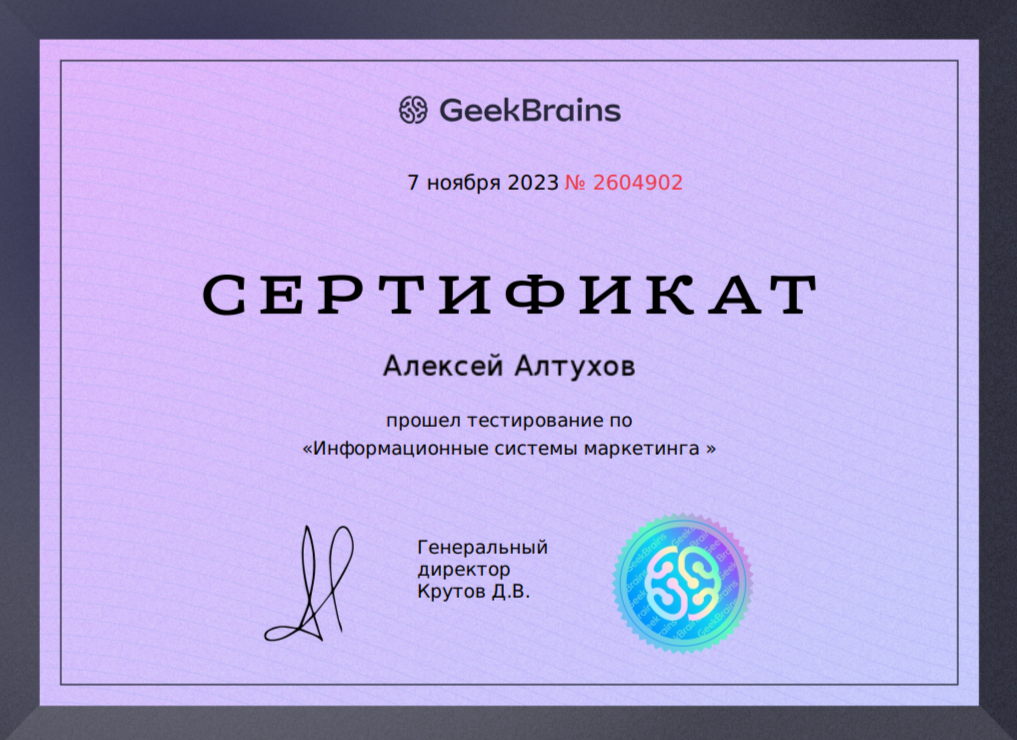 GeekBrains
7 ноября 2023 № 2604902
СЕРТИФИКАТ
Алексей Алтухов
прошел тестирование по
«Информационные системы маркетинга »
Генеральный
директор
Крутов Д.В.